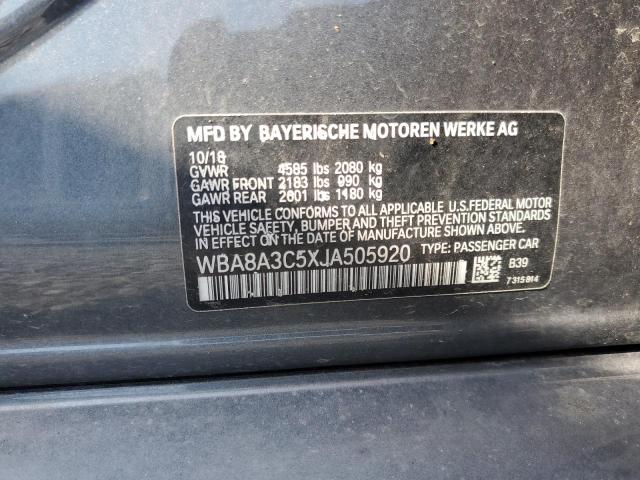 MFD BY BAYERISCHE MOTOREN WERKE AG
10/18
GVWR 4585 lbs 2080 kg
GAWR FRONT 2183 lbs 990 kg
GAWR REAR 2601 lbs 1180 kg
THIS VEHICLE CONFORMS TO ALL APPLICABLE U.S.FEDERAL MOTOR
VEHICLE SAFETY, BUMPER AND THEFT PREVENTION STANDARDS
IN EFFECT ON THE DATE OF MANUFACTURE SHOWN ABOVE.
WBA8A3C5XJA505920 TYPE: PASSENGER CAR
B39
7315814